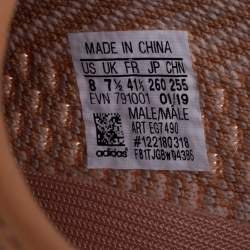 MADE IN CHINA
US UK FR JP CHN
8 7½ 41⅓ 260 255
EVN 791001 01/19
MALE/MALE
ART EG7490
#122180318
F81TJGBW04386
adidas